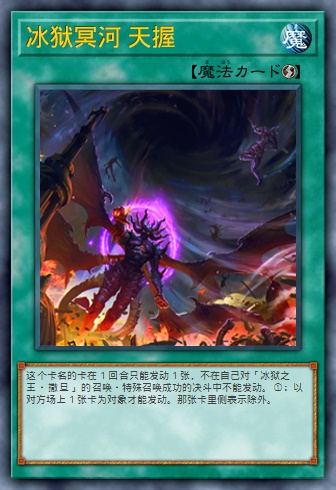 冰狱冥河 天握
魔
【魔法カード】
这个卡名的卡在１回合只能发动１张，不在自己对「冰狱之
王・撒旦」的召唤・特殊召唤成功的决斗中不能发动。①：以
对方场上１张卡为对象才能发动。那张卡里侧表示除外。